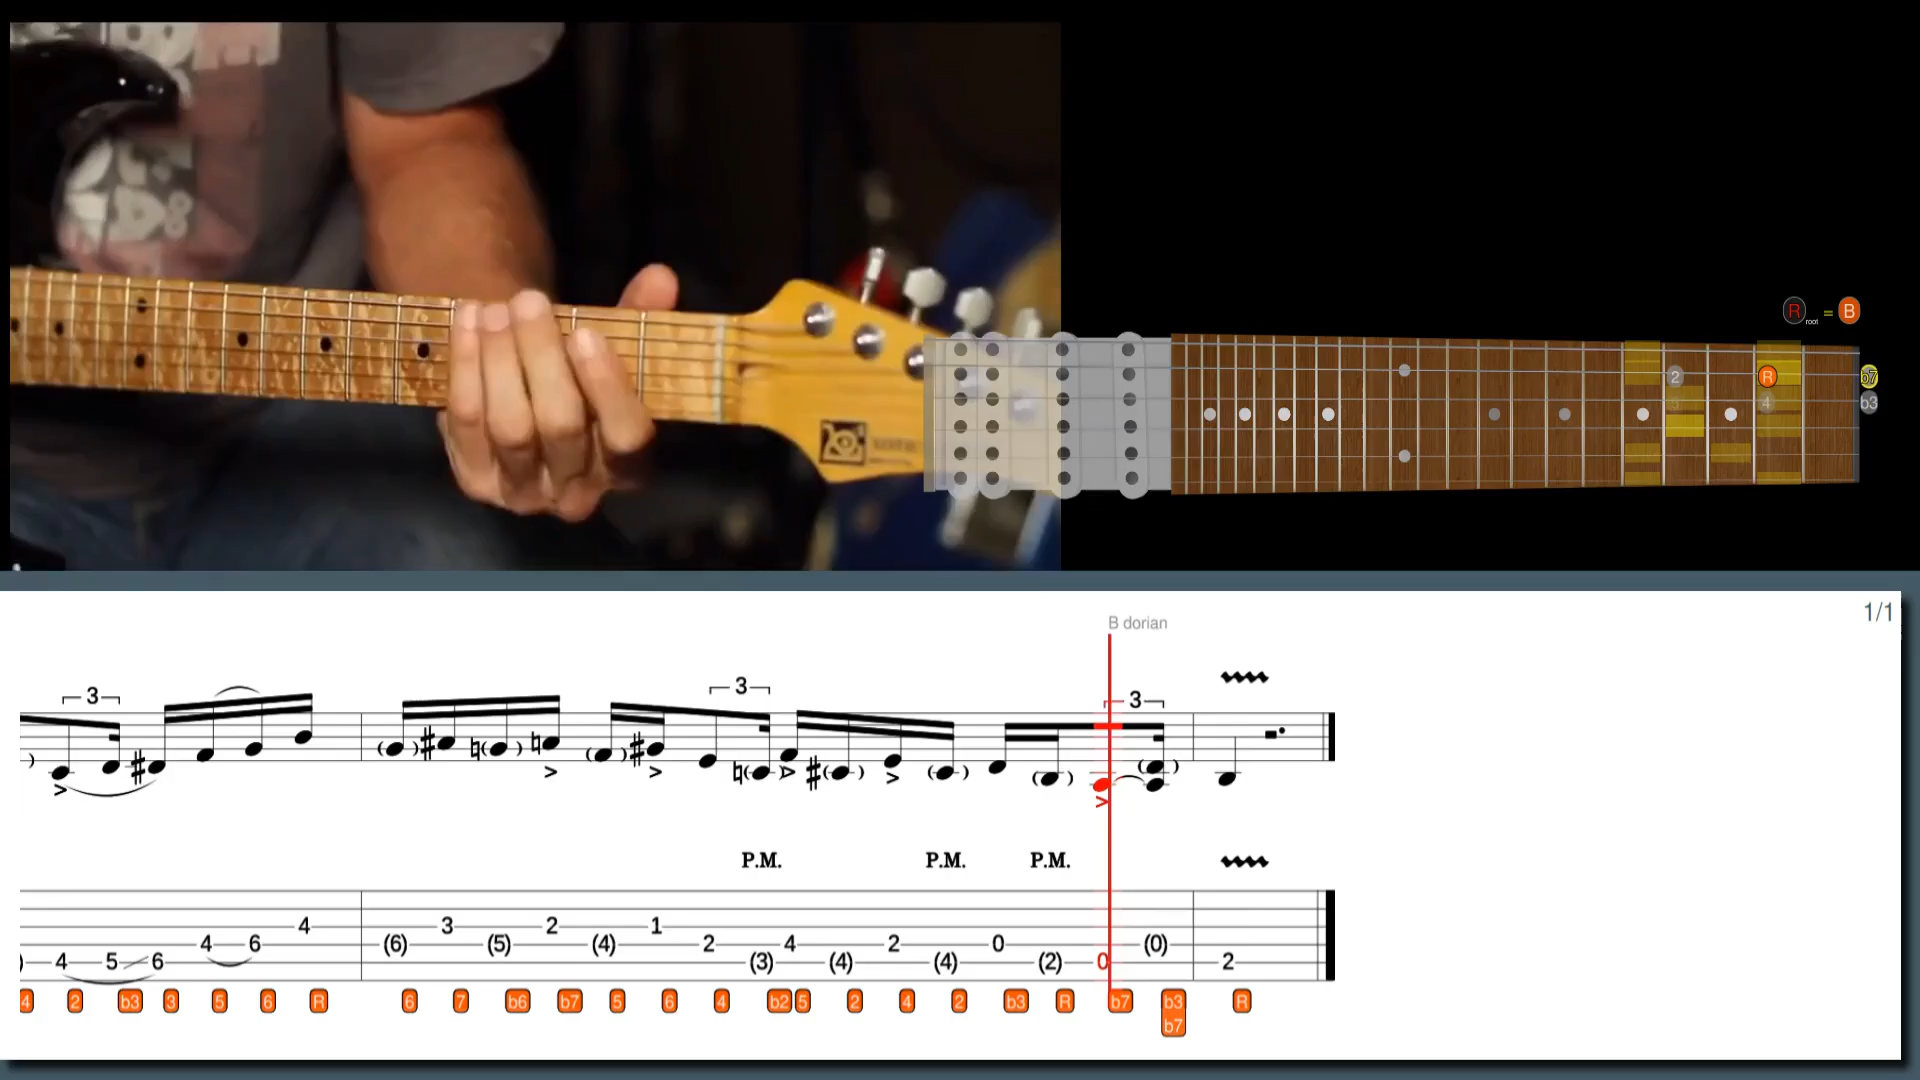 R root = B
2 R b7
4 b3
1/1
B dorian
3 3 3
P.M. P.M. P.M.
4 3 2 1
4 6 (6) (5) (4) 2 4 2 0 (0)
) 4 5 6 (3) (4) (4) (2) 0 2
4 2 b3 3 5 6 R 6 7 b6 b7 5 6 4 b2 5 2 4 2 b3 R b7 b3 R
b7